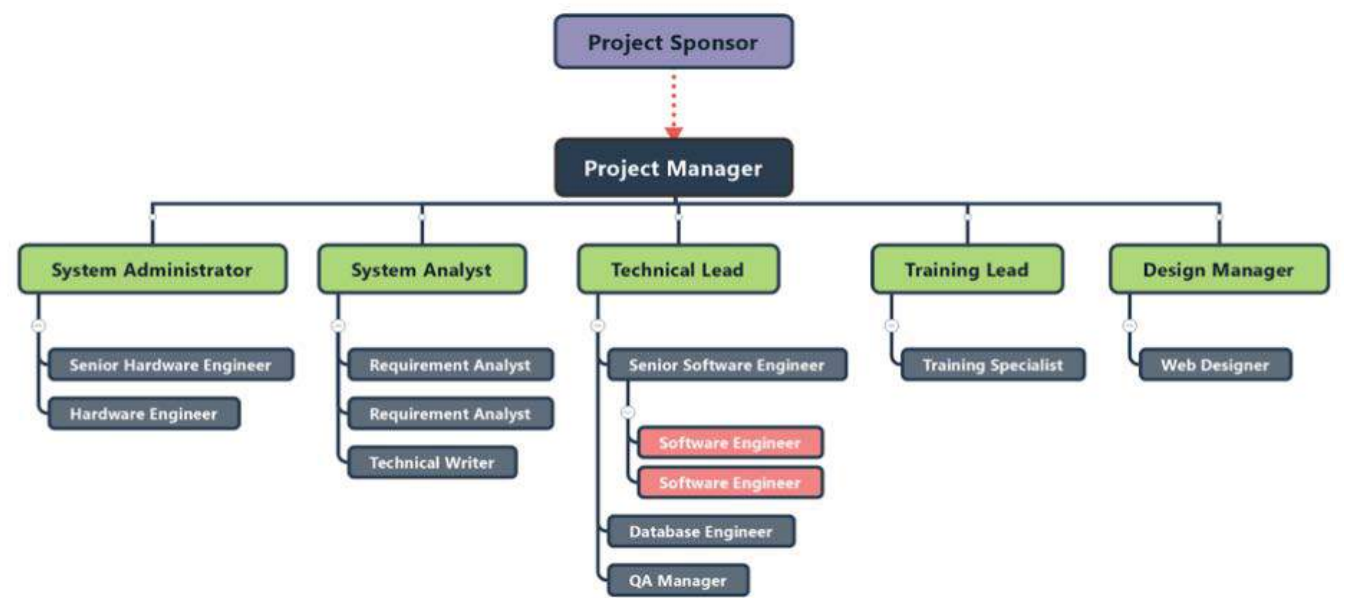 Project Sponsor
Project Manager
System Administrator
Senior Hardware Engineer
Hardware Engineer
System Analyst
Requirement Analyst
Requirement Analyst
Technical Writer
Technical Lead
Senior Software Engineer
Software Engineer
Software Engineer
Database Engineer
QA Manager
Training Lead
Training Specialist
Design Manager
Web Designer